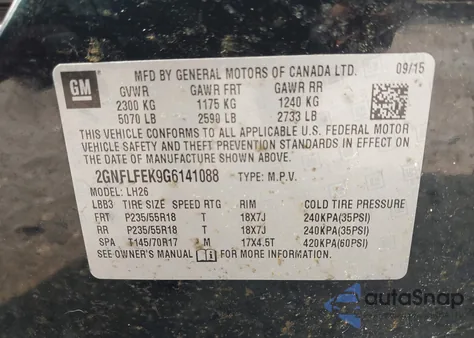 GM
MFD BY GENERAL MOTORS OF CANADA LTD. 09/15
GVWR GAWR FRT GAWR RR
2300 KG 1175 KG 1240 KG
5070 LB 2590 LB 2733 LB
THIS VEHICLE CONFORMS TO ALL APPLICABLE U.S. FEDERAL MOTOR
VEHICLE SAFETY AND THEFT PREVENTION STANDARDS IN EFFECT ON
THE DATE OF MANUFACTURE SHOWN ABOVE.
2GNFLFEK9G6141088 TYPE: M.P.V.
MODEL: LH26
LBB3 TIRE SIZE SPEED RTG RIM COLD TIRE PRESSURE
FRT P235/55R18 T 18X7J 240KPA(35PSI)
RR P235/55R18 T 18X7J 240KPA(35PSI)
SPA T145/70R17 M 17X4.5T 420KPA(60PSI)
SEE OWNER'S MANUAL FOR MORE INFORMATION.
autoSnap